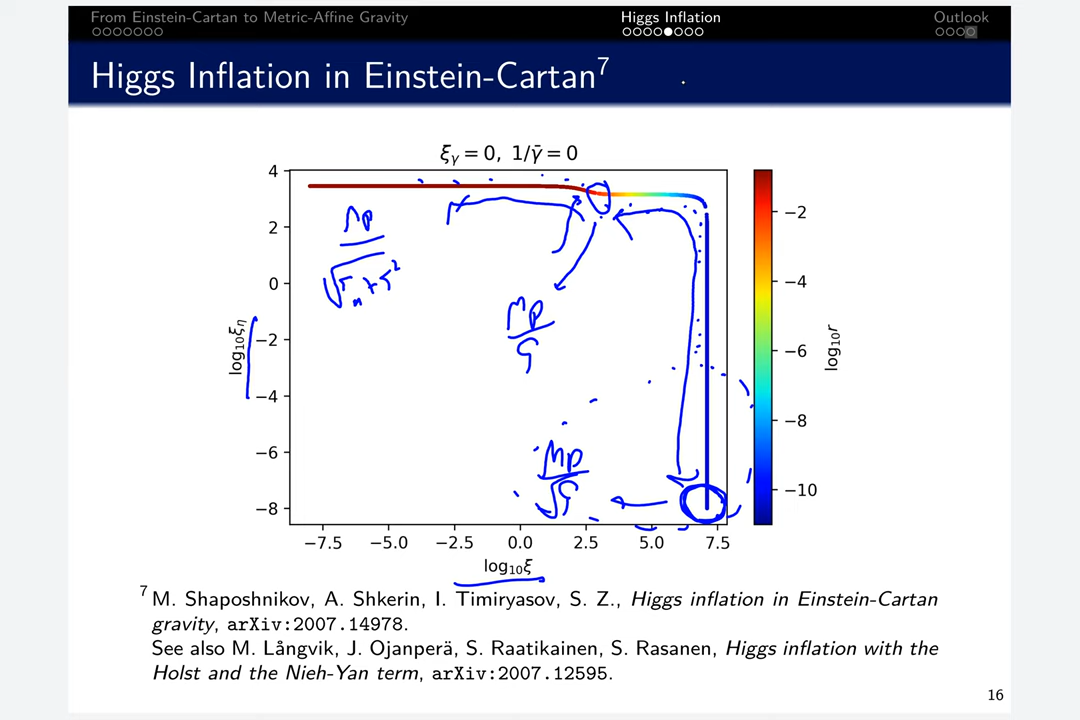 From Einstein-Cartan to Metric-Affine Gravity
Higgs Inflation
Outlook
Higgs Inflation in Einstein-Cartan⁷
ξγ = 0, 1/γ̄ = 0
4
2
0
−2
−4
−6
−8
log₁₀ξη
−7.5 −5.0 −2.5 0.0 2.5 5.0 7.5
log₁₀ξ
−2
−4
−6
−8
−10
log₁₀r
Mp
Mp
Mp
⁷ M. Shaposhnikov, A. Shkerin, I. Timiryasov, S. Z., Higgs inflation in Einstein-Cartan
gravity, arXiv:2007.14978.
See also M. Långvik, J. Ojanperä, S. Raatikainen, S. Rasanen, Higgs inflation with the
Holst and the Nieh-Yan term, arXiv:2007.12595.
16